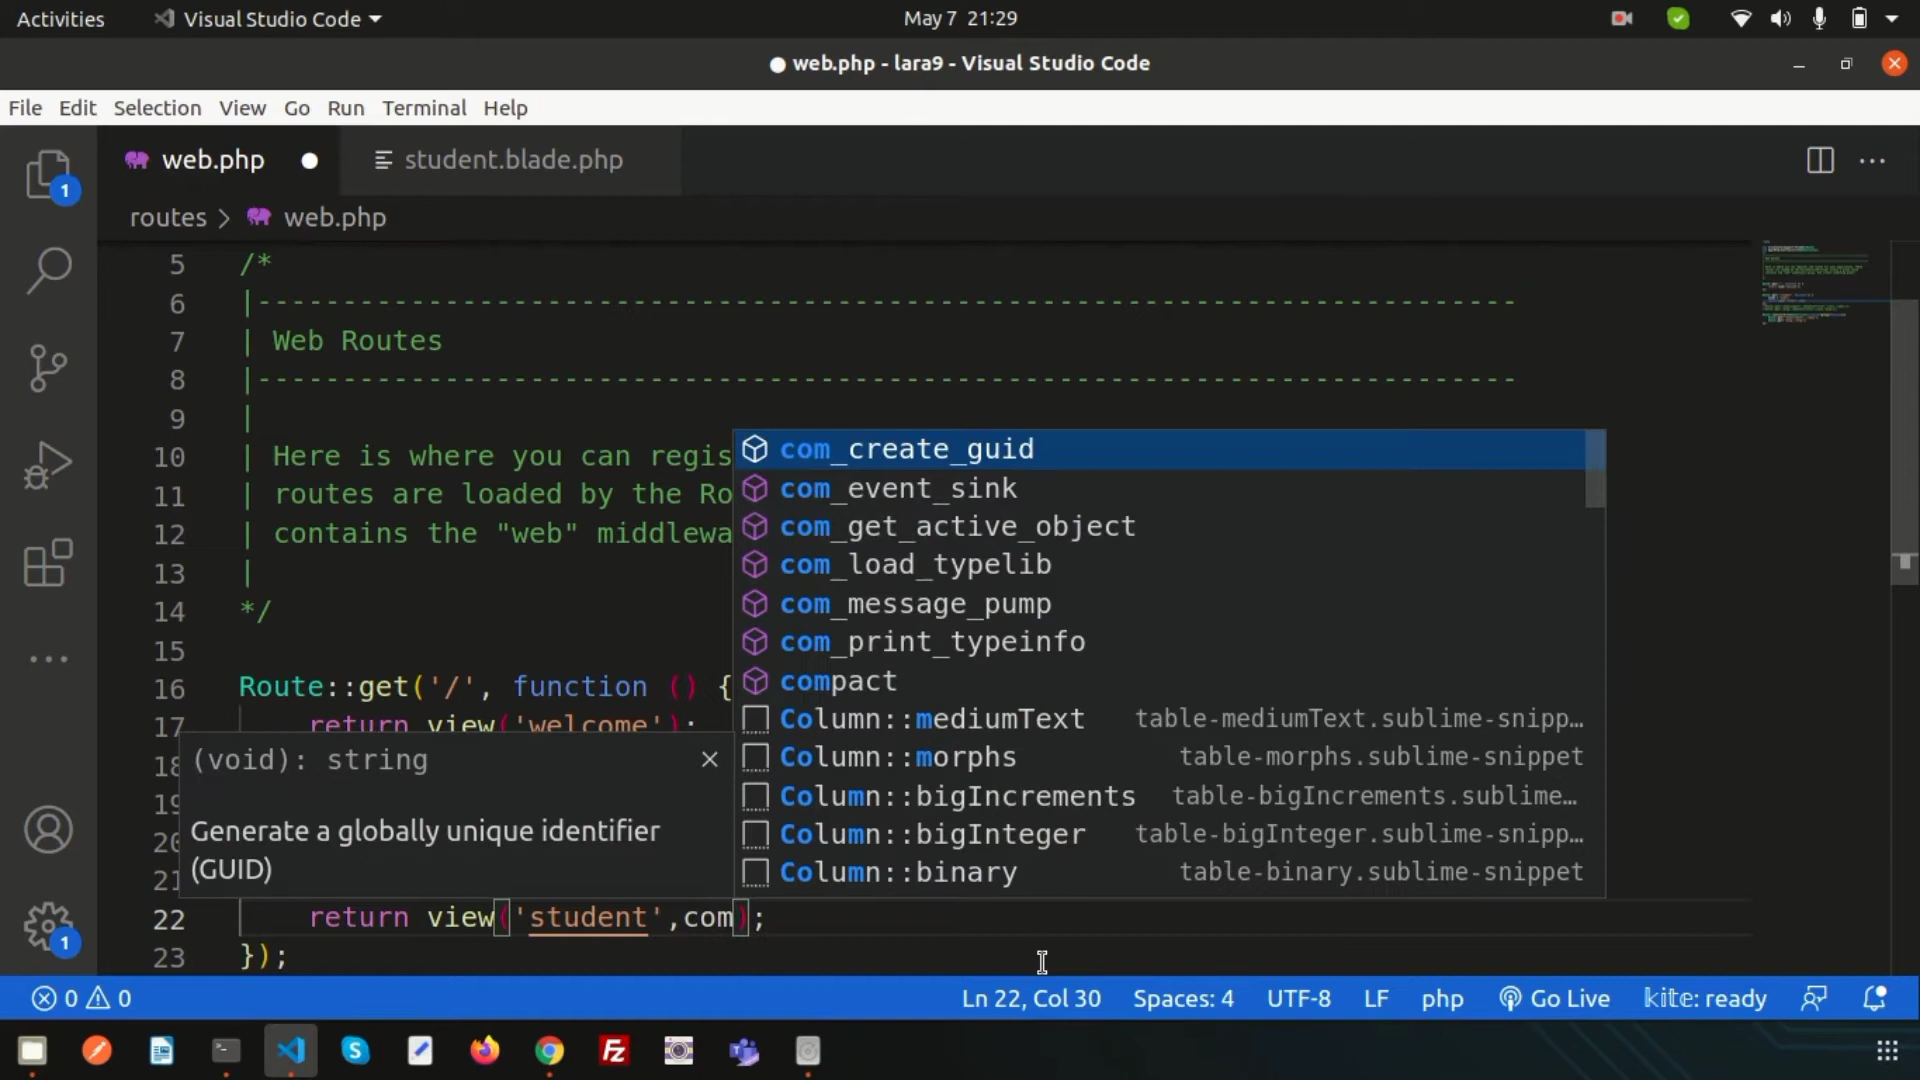 Activities
Visual Studio Code
May 7 21:29
● web.php - lara9 - Visual Studio Code
File Edit Selection View Go Run Terminal Help
1
web.php
student.blade.php
routes > web.php
5 /*
6 |--------------------------------------------------------------------------
7 | Web Routes
8 |--------------------------------------------------------------------------
9 |
10 | Here is where you can regis
11 | routes are loaded by the Ro
12 | contains the "web" middlewa
13 |
14 */
15
16 Route::get('/', function () {
17 return view('welcome');
18
19
20
21
22 return view('student',com);
23 });
com_create_guid
com_event_sink
com_get_active_object
com_load_typelib
com_message_pump
com_print_typeinfo
compact
Column::mediumText table-mediumText.sublime-snipp…
Column::morphs table-morphs.sublime-snippet
Column::bigIncrements table-bigIncrements.sublime…
Column::bigInteger table-bigInteger.sublime-snipp…
Column::binary table-binary.sublime-snippet
(void): string
Generate a globally unique identifier
(GUID)
1
0 0
Ln 22, Col 30 Spaces: 4 UTF-8 LF php Go Live kite: ready